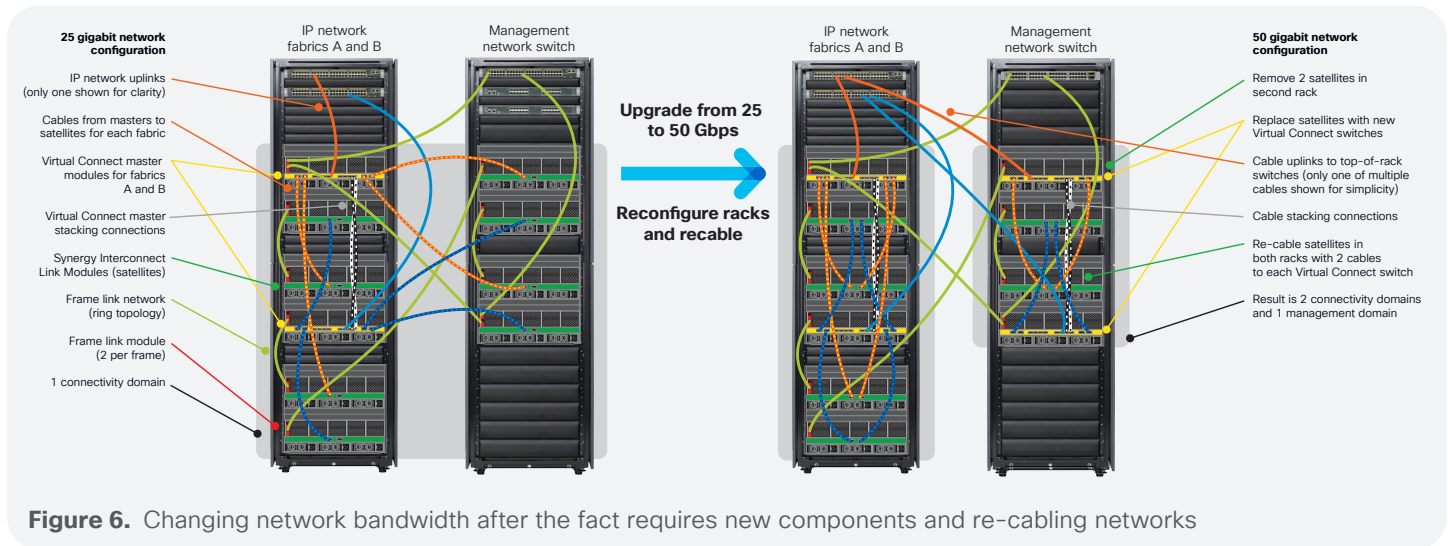 25 gigabit network
configuration
IP network uplinks
(only one shown for clarity)
Cables from masters to
satellites for each fabric
Virtual Connect master
modules for fabrics
A and B
Virtual Connect master
stacking connections
Synergy Interconnect
Link Modules (satellites)
Frame link network
(ring topology)
Frame link module
(2 per frame)
1 connectivity domain
IP network
fabrics A and B
Management
network switch
Upgrade from 25
to 50 Gbps
Reconfigure racks
and recable
IP network
fabrics A and B
Management
network switch
50 gigabit network
configuration
Remove 2 satellites in
second rack
Replace satellites with new
Virtual Connect switches
Cable uplinks to top-of-rack
switches (only one of multiple
cables shown for simplicity)
Cable stacking connections
Re-cable satellites in
both racks with 2 cables
to each Virtual Connect switch
Result is 2 connectivity domains
and 1 management domain
Figure 6. Changing network bandwidth after the fact requires new components and re-cabling networks